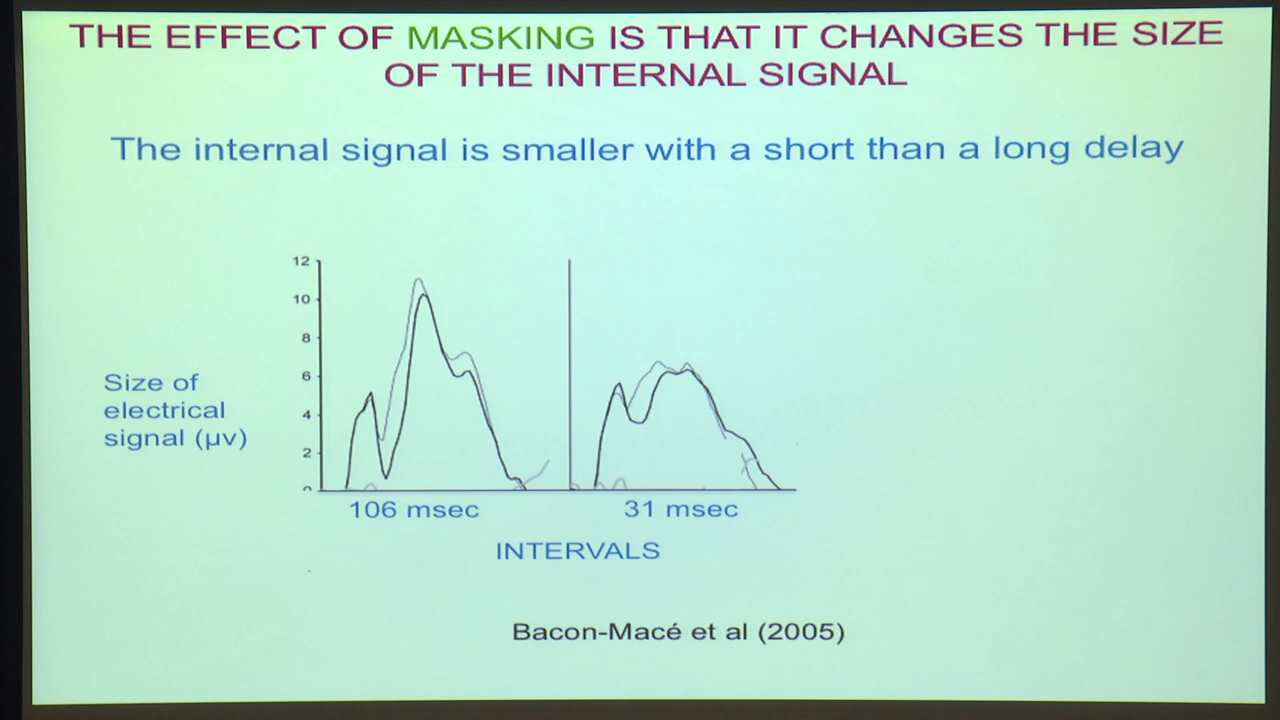 THE EFFECT OF MASKING IS THAT IT CHANGES THE SIZE
OF THE INTERNAL SIGNAL
The internal signal is smaller with a short than a long delay
12
10
8
6
4
2
0
Size of
electrical
signal (µv)
106 msec
31 msec
INTERVALS
Bacon-Macé et al (2005)